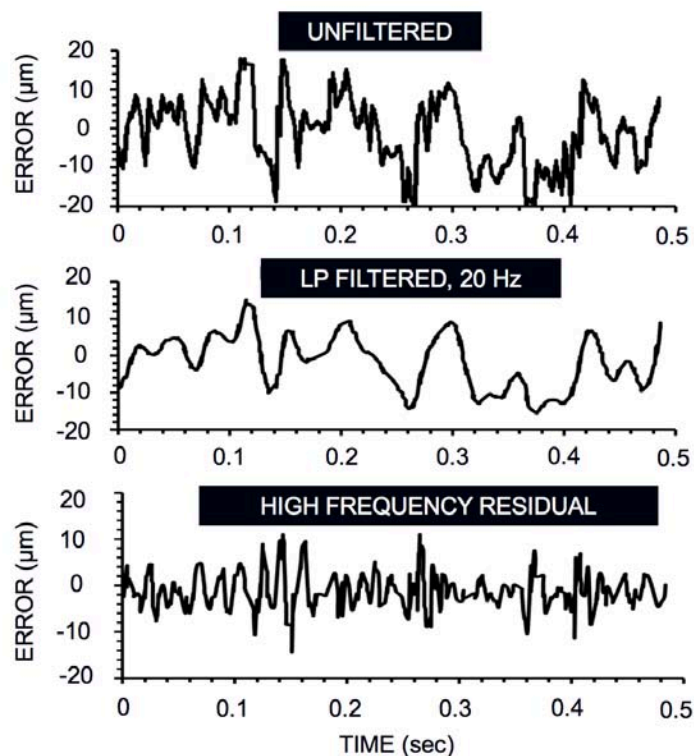 UNFILTERED
ERROR (µm)
20
10
0
-10
-20
0 0.1 0.2 0.3 0.4 0.5
LP FILTERED, 20 Hz
ERROR (µm)
20
10
0
-10
-20
0 0.1 0.2 0.3 0.4 0.5
HIGH FREQUENCY RESIDUAL
ERROR (µm)
20
10
0
-10
-20
0 0.1 0.2 0.3 0.4 0.5
TIME (sec)